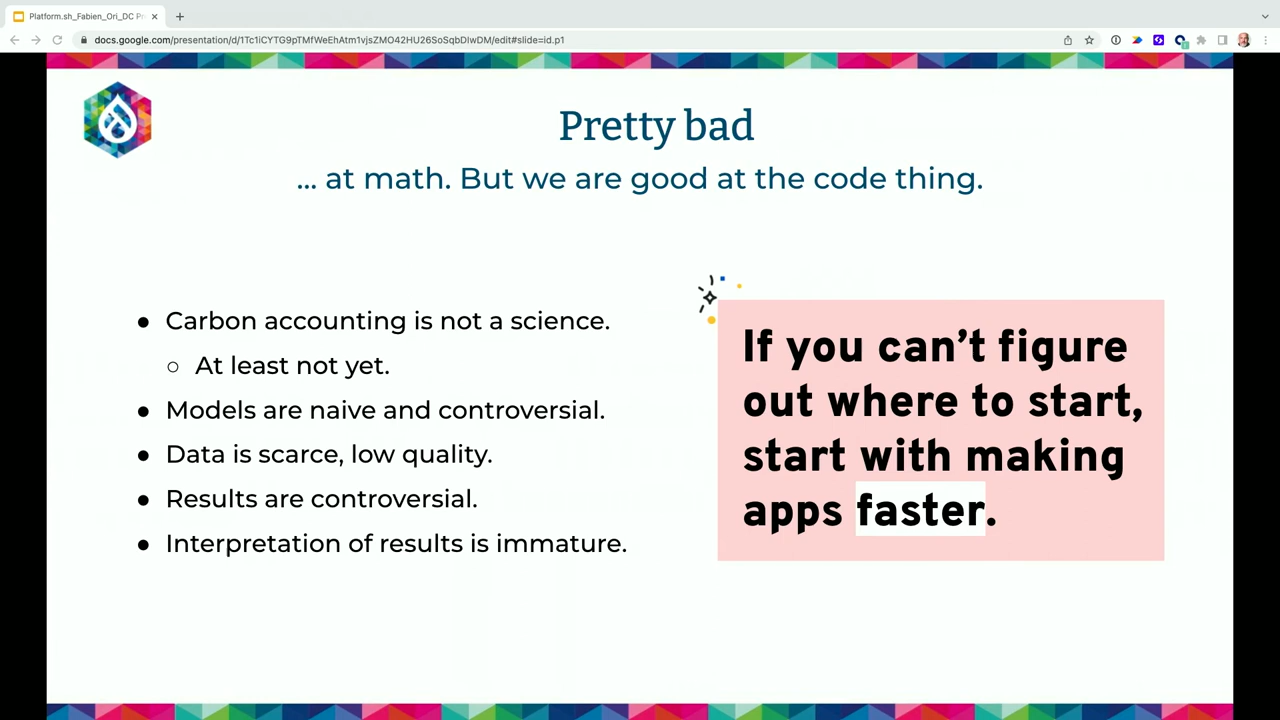 Platform.sh_Fabien_Ori_DC P
docs.google.com/presentation/d/1Tc1iCYTG9pTMfWeEhAtm1vjsZMO42HU26SoSqbDIwDM/edit#slide=id.p1
Pretty bad
... at math. But we are good at the code thing.
● Carbon accounting is not a science.
○ At least not yet.
● Models are naive and controversial.
● Data is scarce, low quality.
● Results are controversial.
● Interpretation of results is immature.
If you can't figure
out where to start,
start with making
apps faster.